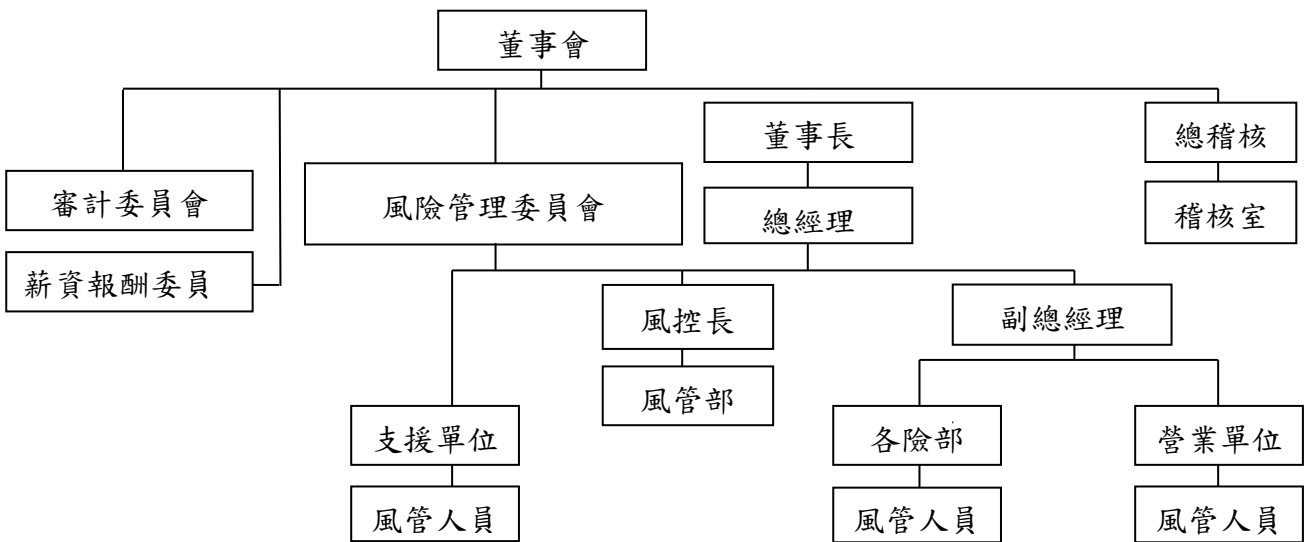 董事會
董事長
總稽核
審計委員會
風險管理委員會
總經理
稽核室
薪資報酬委員
風控長
副總經理
風管部
支援單位
各險部
營業單位
風管人員
風管人員
風管人員